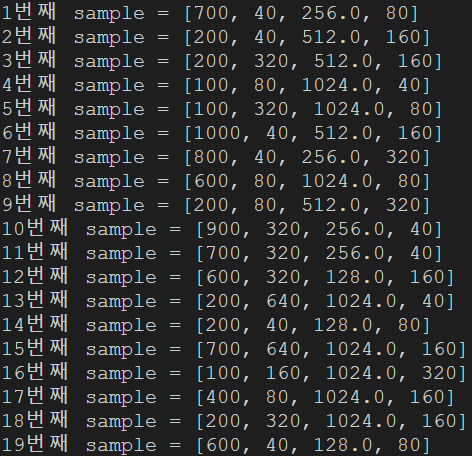 1번째 sample = [700, 40, 256.0, 80]
2번째 sample = [200, 40, 512.0, 160]
3번째 sample = [200, 320, 512.0, 160]
4번째 sample = [100, 80, 1024.0, 40]
5번째 sample = [100, 320, 1024.0, 80]
6번째 sample = [1000, 40, 512.0, 160]
7번째 sample = [800, 40, 256.0, 320]
8번째 sample = [600, 80, 1024.0, 80]
9번째 sample = [200, 80, 512.0, 320]
10번째 sample = [900, 320, 256.0, 40]
11번째 sample = [700, 320, 256.0, 40]
12번째 sample = [600, 320, 128.0, 160]
13번째 sample = [200, 640, 1024.0, 40]
14번째 sample = [200, 40, 128.0, 80]
15번째 sample = [700, 640, 1024.0, 160]
16번째 sample = [100, 160, 1024.0, 320]
17번째 sample = [400, 80, 1024.0, 160]
18번째 sample = [200, 320, 1024.0, 160]
19번째 sample = [600, 40, 128.0, 80]